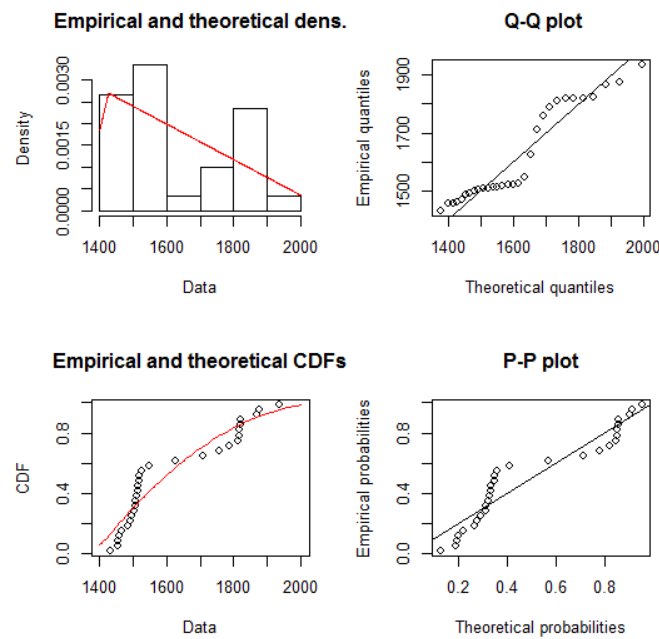 Empirical and theoretical dens.
Density
0.0000 0.0015 0.0030
1400 1600 1800 2000
Data
Q-Q plot
Empirical quantiles
1500 1700 1900
1400 1600 1800 2000
Theoretical quantiles
Empirical and theoretical CDFs
CDF
0.0 0.4 0.8
1400 1600 1800 2000
Data
P-P plot
Empirical probabilities
0.0 0.4 0.8
0.2 0.4 0.6 0.8
Theoretical probabilities